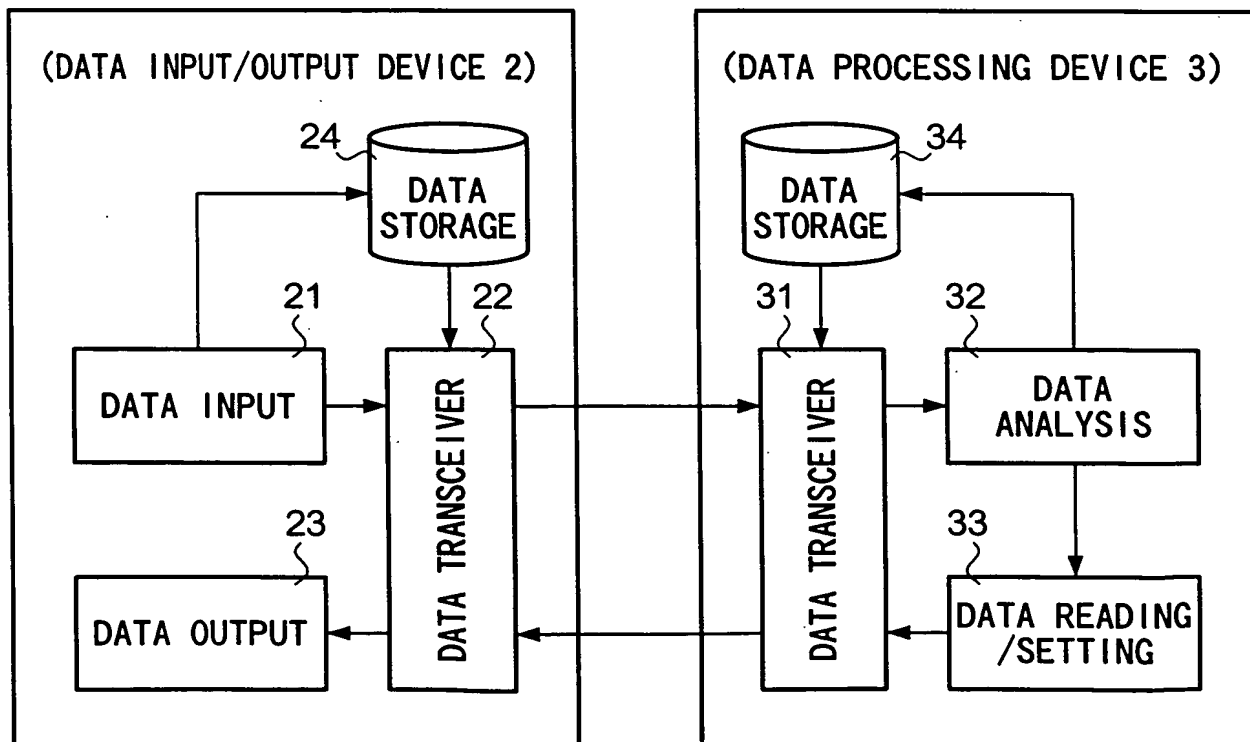 (DATA INPUT/OUTPUT DEVICE 2)
24
DATA
STORAGE
21
DATA INPUT
22
DATA TRANSCEIVER
23
DATA OUTPUT
(DATA PROCESSING DEVICE 3)
34
DATA
STORAGE
31
DATA TRANSCEIVER
32
DATA
ANALYSIS
33
DATA READING
/SETTING